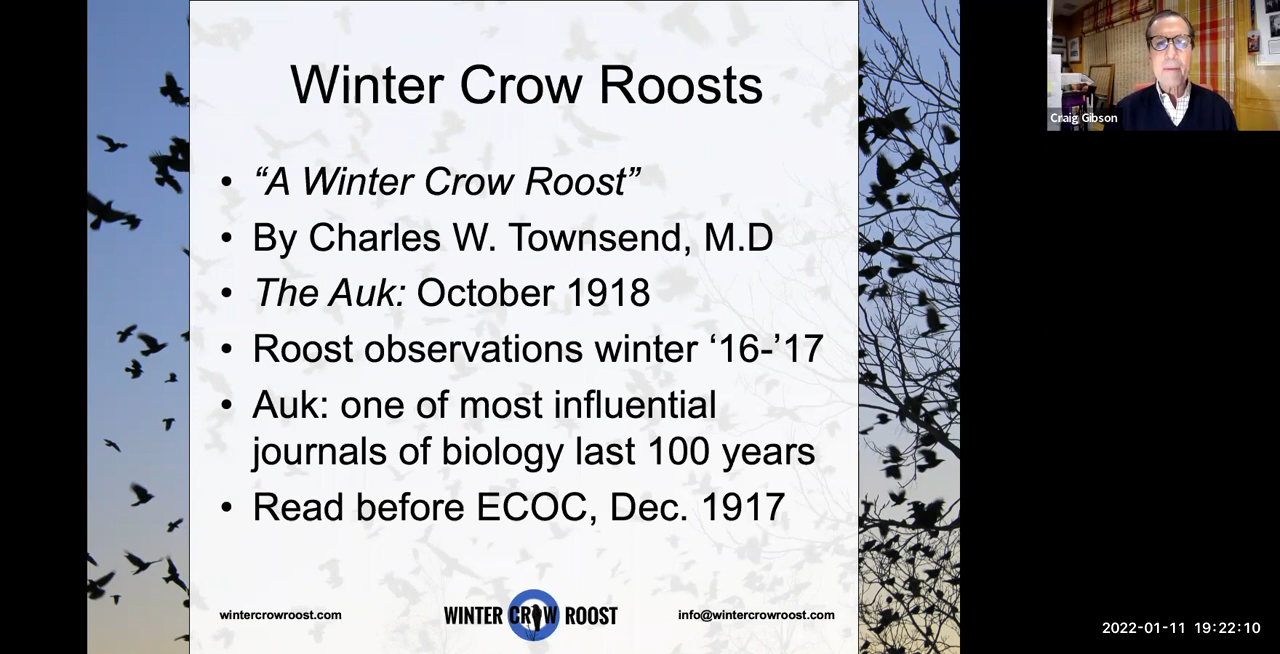 Winter Crow Roosts
• “A Winter Crow Roost”
• By Charles W. Townsend, M.D
• The Auk: October 1918
• Roost observations winter ‘16-’17
• Auk: one of most influential
journals of biology last 100 years
• Read before ECOC, Dec. 1917
wintercrowroost.com
WINTER CROW ROOST
info@wintercrowroost.com
Craig Gibson
2022-01-11 19:22:10